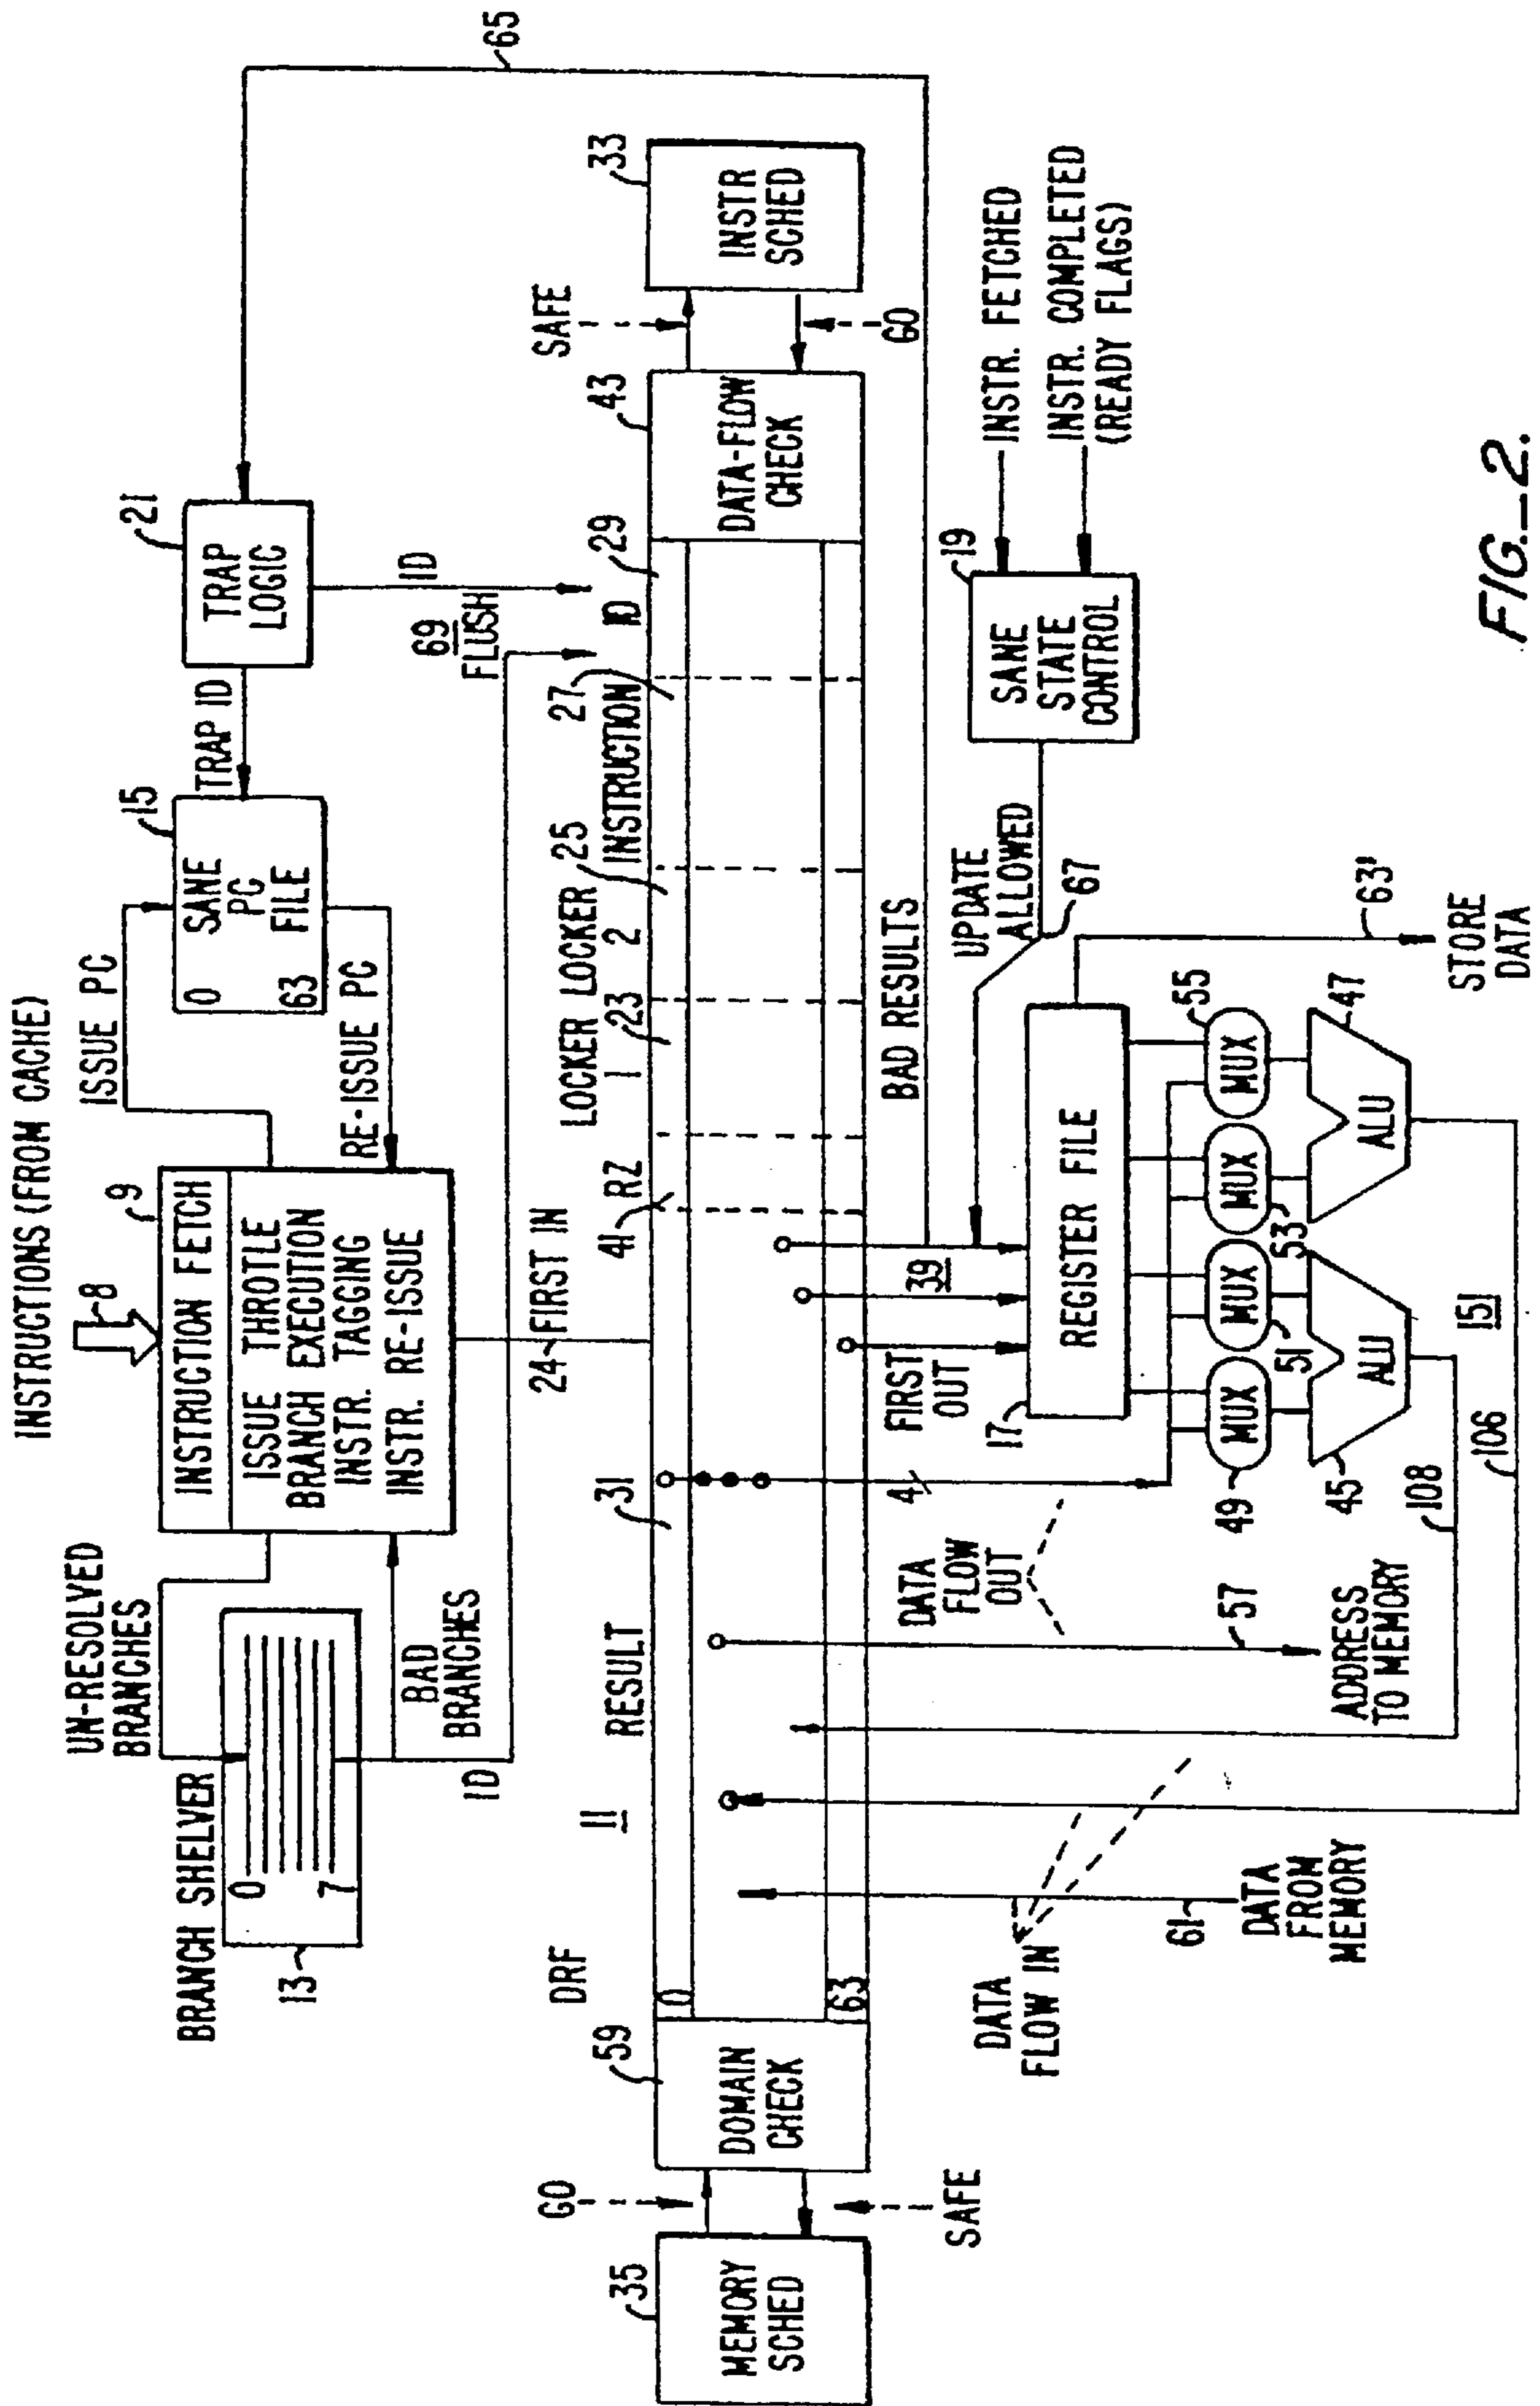 INSTRUCTIONS (FROM CACHE)
8
9
INSTRUCTION FETCH
ISSUE THROTLE
BRANCH EXECUTION
INSTR. TAGGING
INSTR. RE-ISSUE
UN-RESOLVED
BRANCHES
BRANCH SHELVER
0
7
13
BAD
BRANCHES
ID
ISSUE PC
RE-ISSUE PC
15
0 SANE
PC
FILE
63
TRAP ID
21
TRAP
LOGIC
ID
69
FLUSH
65
24
FIRST IN
35
MEMORY
SCHED
GO
SAFE
59
DOMAIN
CHECK
DRF
11
0
63
RESULT
31
41
RZ
LOCKER LOCKER
1
23
2
25
INSTRUCTION
27
ID
29
43
DATA-FLOW
CHECK
SAFE
GO
33
INSTR
SCHED
DATA
FLOW IN
61
DATA
FROM
MEMORY
DATA
FLOW
OUT
57
ADDRESS
TO MEMORY
4
FIRST
OUT
39
BAD RESULTS
UPDATE
ALLOWED
67
19
SANE
STATE
CONTROL
INSTR. FETCHED
INSTR. COMPLETED
(READY FLAGS)
17
REGISTER FILE
63'
STORE
DATA
49
MUX
51
MUX
53
MUX
55
MUX
45
ALU
47
ALU
108
106
151
FIG._2.